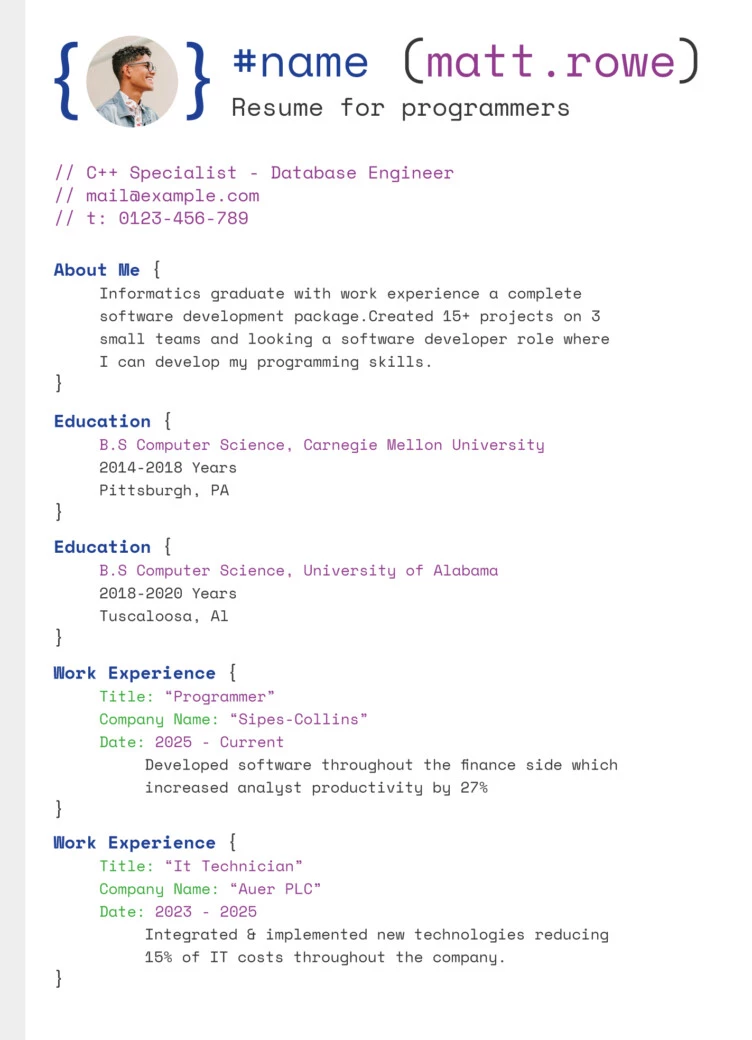 { } #name (matt.rowe)
Resume for programmers
// C++ Specialist - Database Engineer
// mail@example.com
// t: 0123-456-789
About Me {
Informatics graduate with work experience a complete
software development package.Created 15+ projects on 3
small teams and looking a software developer role where
I can develop my programming skills.
}
Education {
B.S Computer Science, Carnegie Mellon University
2014-2018 Years
Pittsburgh, PA
}
Education {
B.S Computer Science, University of Alabama
2018-2020 Years
Tuscaloosa, Al
}
Work Experience {
Title: “Programmer”
Company Name: “Sipes-Collins”
Date: 2025 - Current
Developed software throughout the finance side which
increased analyst productivity by 27%
}
Work Experience {
Title: “It Technician”
Company Name: “Auer PLC”
Date: 2023 - 2025
Integrated & implemented new technologies reducing
15% of IT costs throughout the company.
}